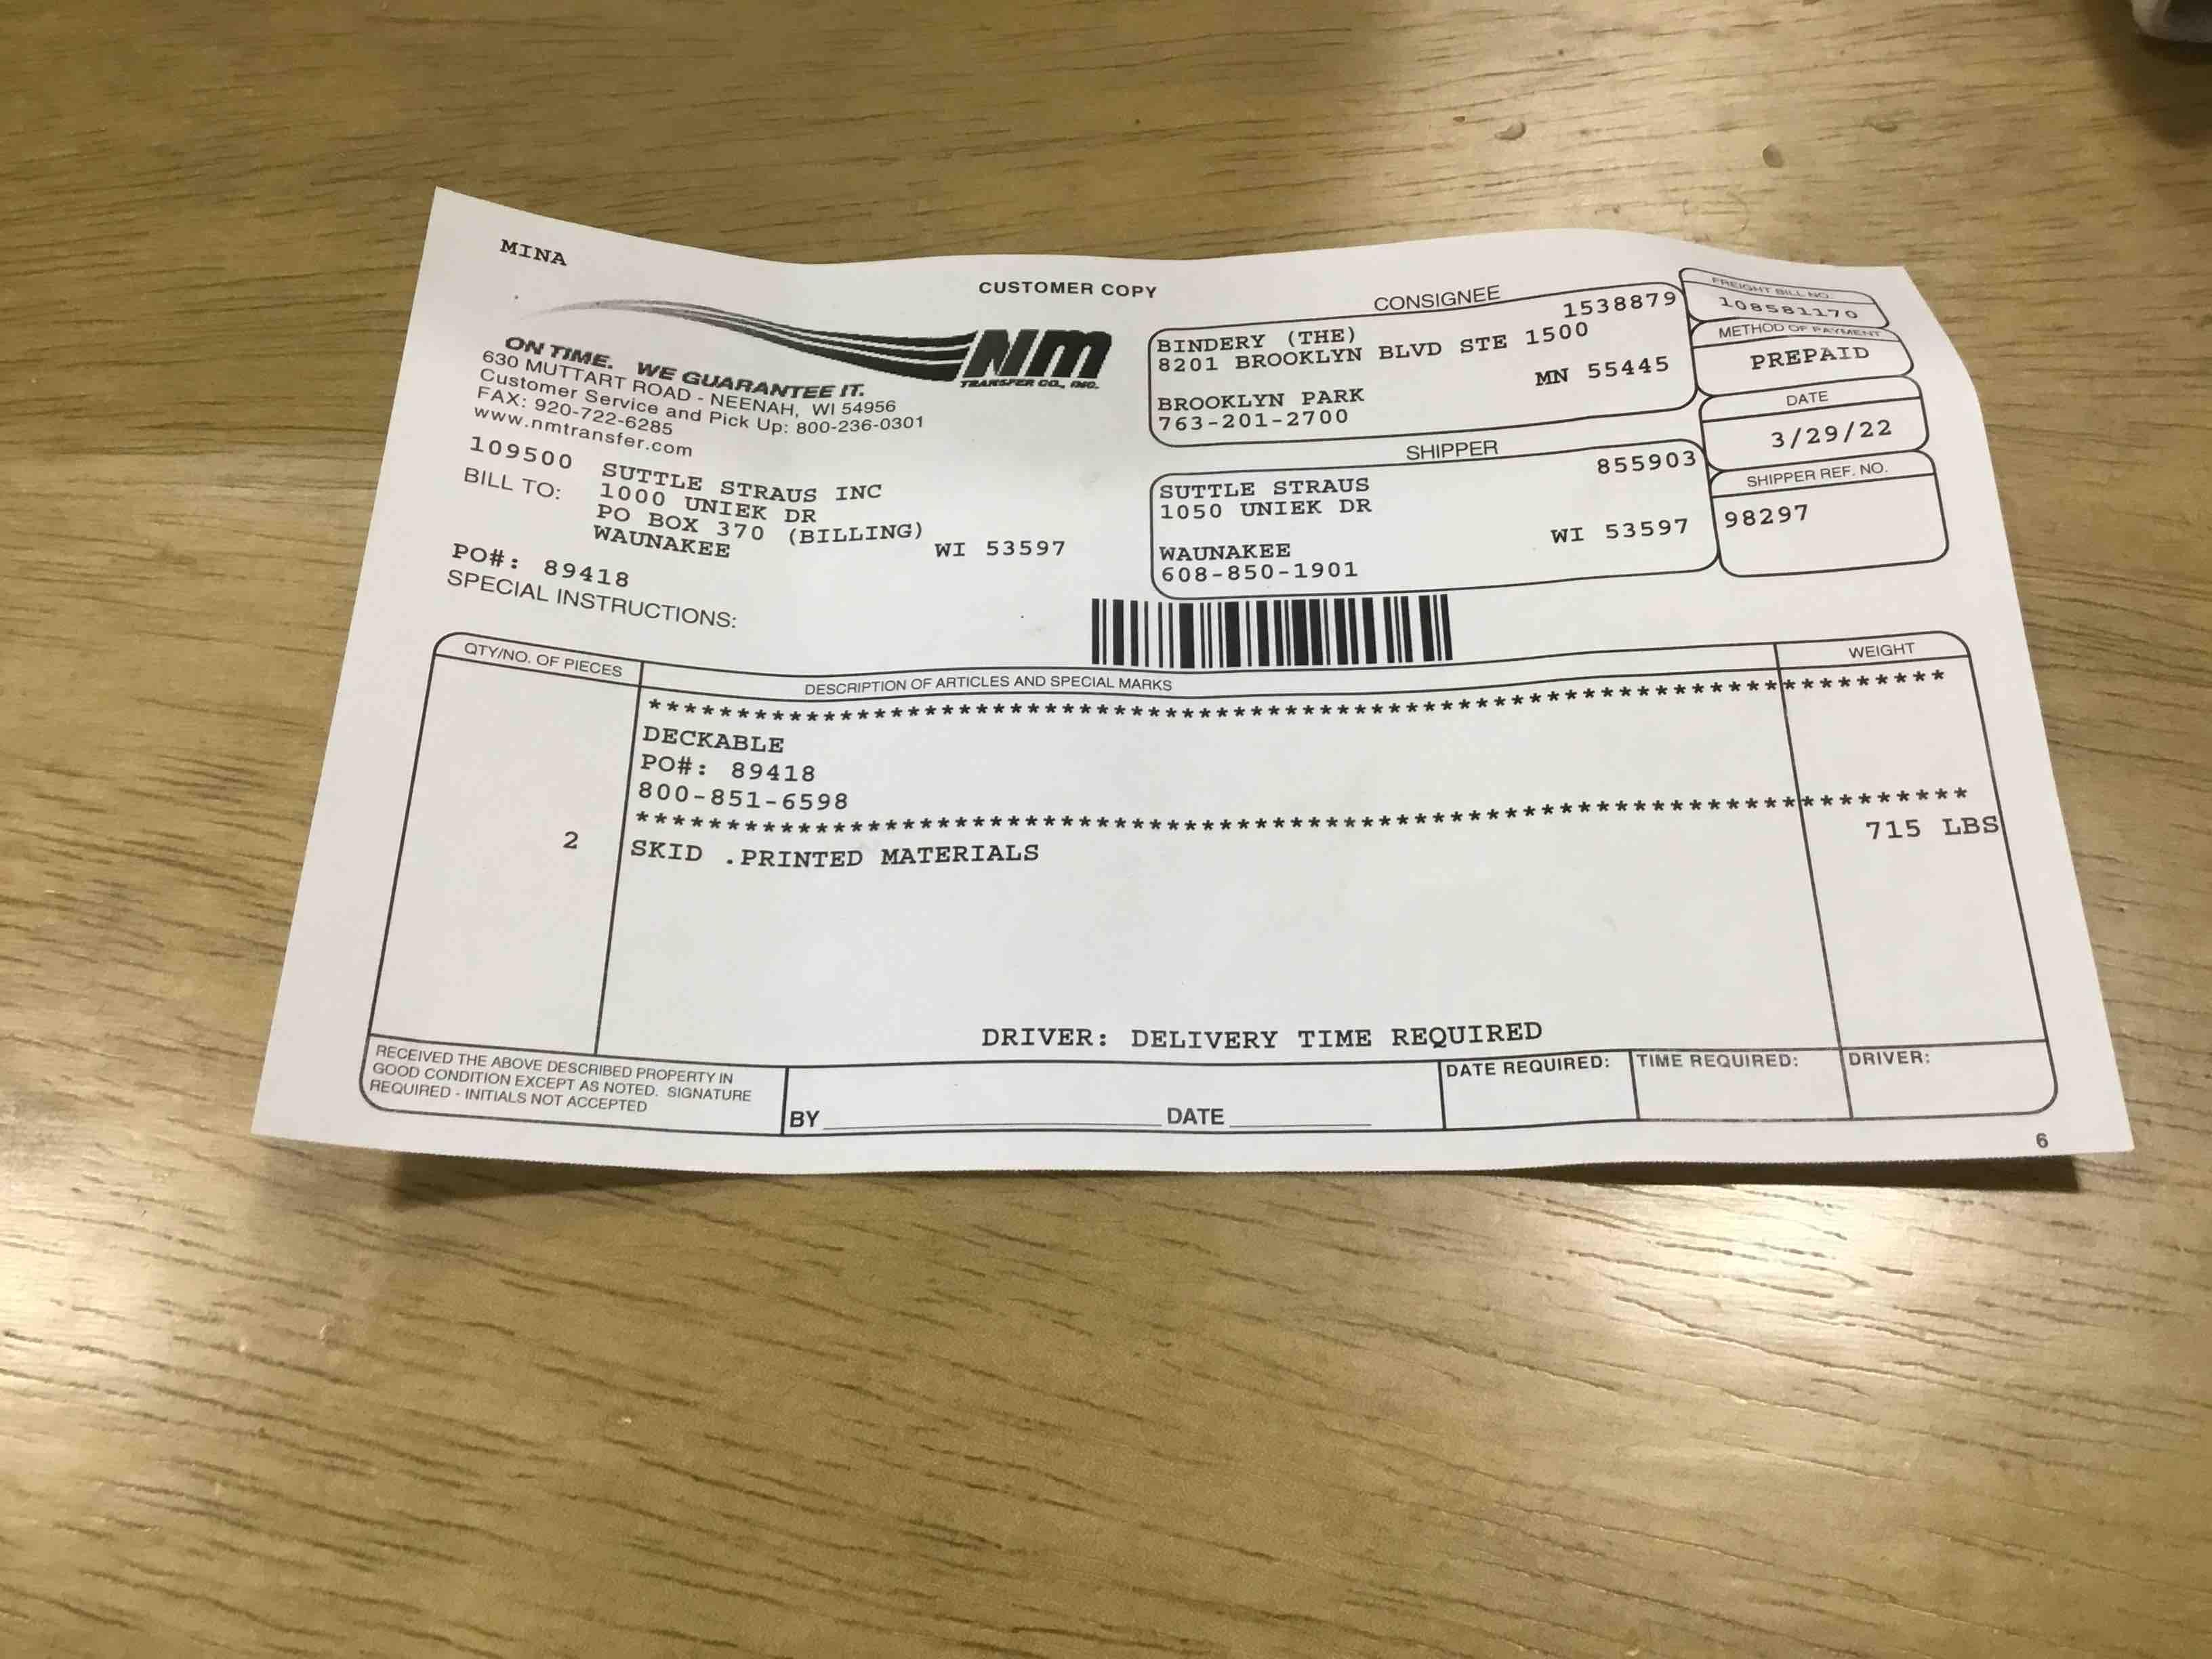 MINA
CUSTOMER COPY
NM
TRANSFER CO., INC.
ON TIME. WE GUARANTEE IT.
630 MUTTART ROAD - NEENAH, WI 54956
Customer Service and Pick Up: 800-236-0301
FAX: 920-722-6285
www.nmtransfer.com
109500 SUTTLE STRAUS INC
BILL TO: 1000 UNIEK DR
PO BOX 370 (BILLING)
WAUNAKEE WI 53597
PO#: 89418
SPECIAL INSTRUCTIONS:
CONSIGNEE
1538879
BINDERY (THE)
8201 BROOKLYN BLVD STE 1500
MN 55445
BROOKLYN PARK
763-201-2700
SHIPPER
855903
SUTTLE STRAUS
1050 UNIEK DR
WI 53597
WAUNAKEE
608-850-1901
FREIGHT BILL NO.
108581170
METHOD OF PAYMENT
PREPAID
DATE
3/29/22
SHIPPER REF. NO.
98297
QTY/NO. OF PIECES DESCRIPTION OF ARTICLES AND SPECIAL MARKS WEIGHT
**************************************************************************
DECKABLE
PO#: 89418
800-851-6598
**************************************************************************
2 SKID .PRINTED MATERIALS 715 LBS
DRIVER: DELIVERY TIME REQUIRED
RECEIVED THE ABOVE DESCRIBED PROPERTY IN
GOOD CONDITION EXCEPT AS NOTED. SIGNATURE
REQUIRED - INITIALS NOT ACCEPTED
BY DATE
DATE REQUIRED: TIME REQUIRED: DRIVER:
6